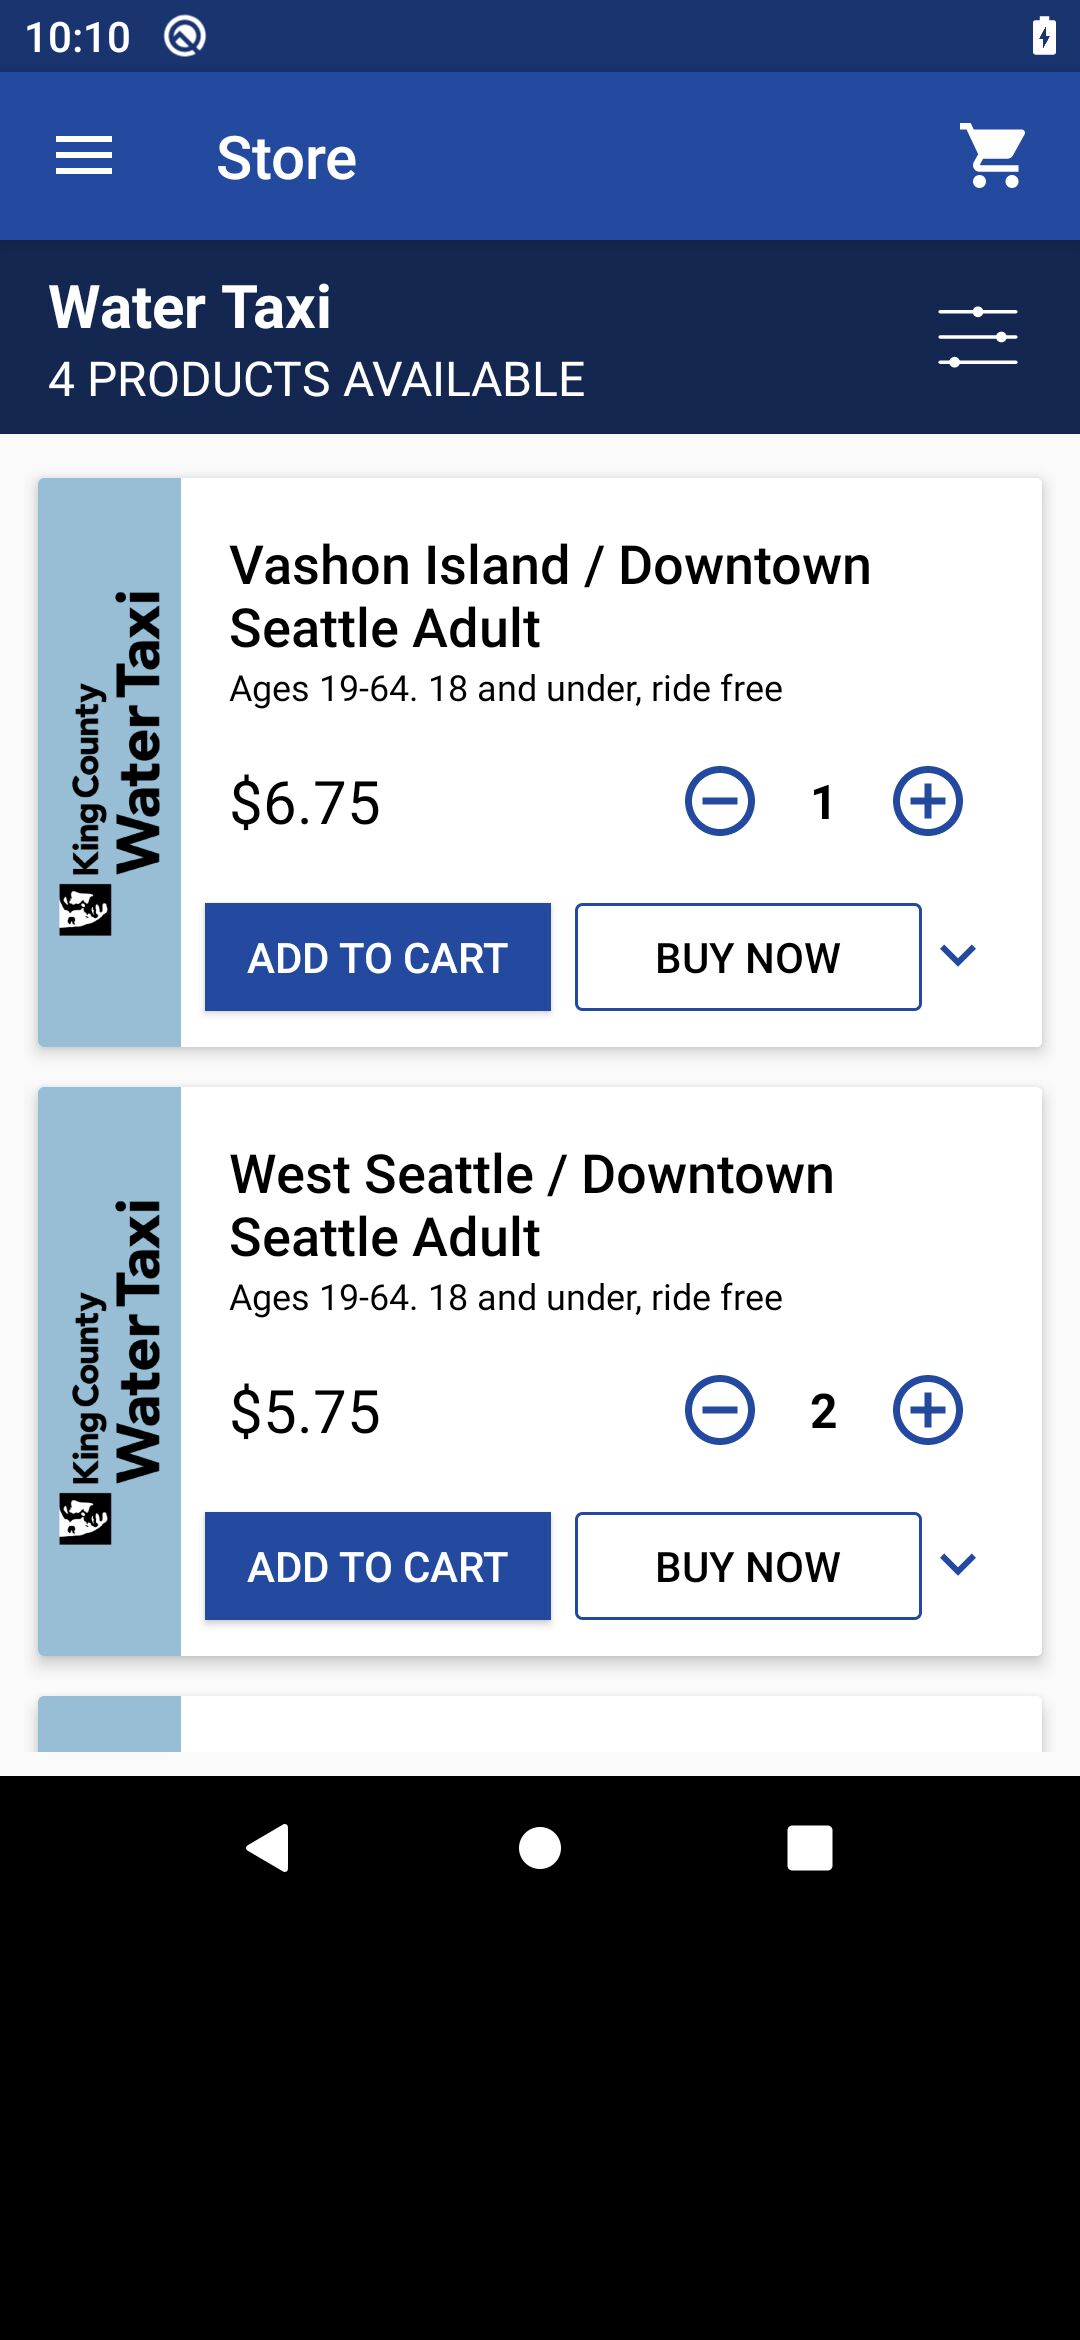 10:10
Store
Water Taxi
4 PRODUCTS AVAILABLE
King County
Water Taxi
Vashon Island / Downtown
Seattle Adult
Ages 19-64. 18 and under, ride free
$6.75
1
ADD TO CART
BUY NOW
King County
Water Taxi
West Seattle / Downtown
Seattle Adult
Ages 19-64. 18 and under, ride free
$5.75
2
ADD TO CART
BUY NOW